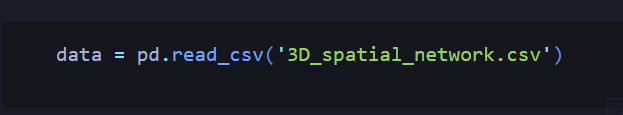 data = pd.read_csv('3D_spatial_network.csv')